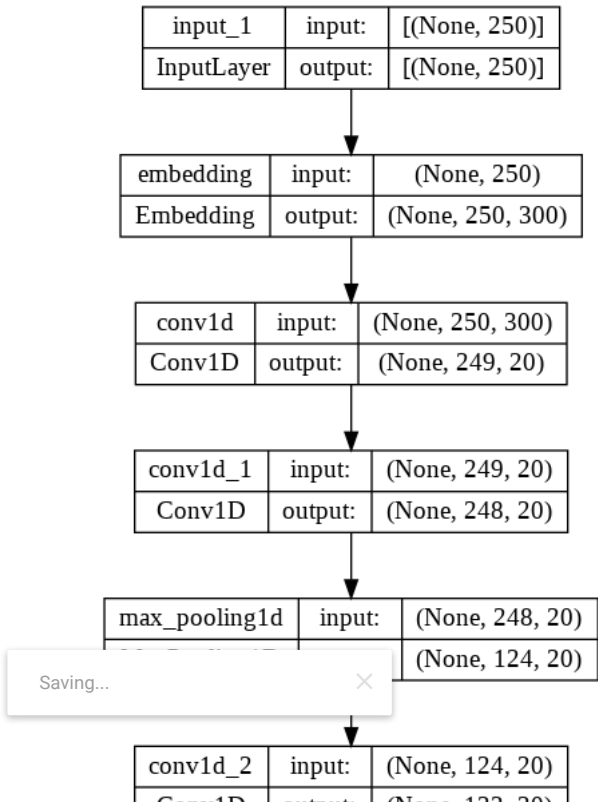 input_1 input: [(None, 250)]
InputLayer output: [(None, 250)]
embedding input: (None, 250)
Embedding output: (None, 250, 300)
conv1d input: (None, 250, 300)
Conv1D output: (None, 249, 20)
conv1d_1 input: (None, 249, 20)
Conv1D output: (None, 248, 20)
max_pooling1d input: (None, 248, 20)
(None, 124, 20)
Saving...
conv1d_2 input: (None, 124, 20)
Conv1D output: